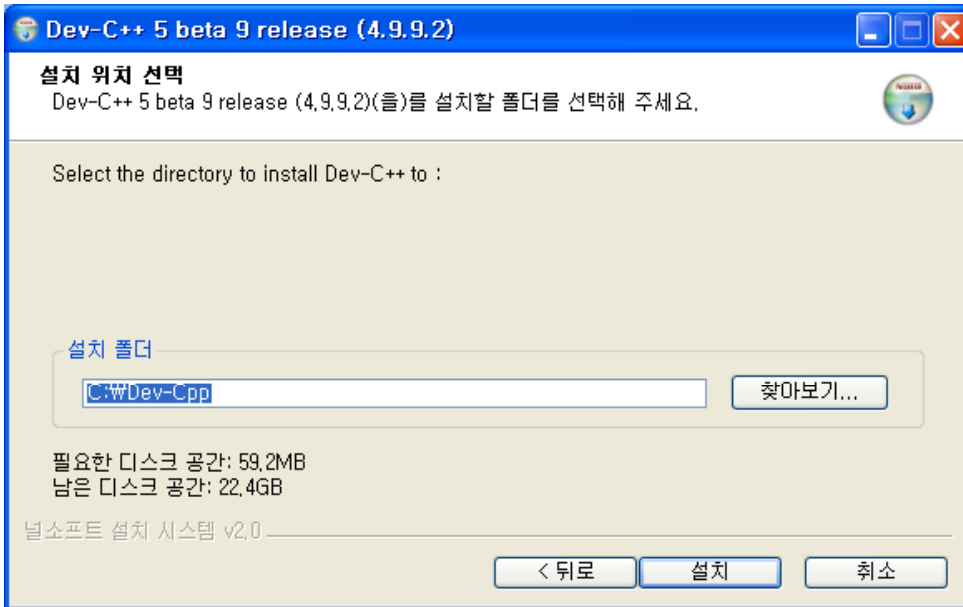 Dev-C++ 5 beta 9 release (4.9.9.2)
설치 위치 선택
Dev-C++ 5 beta 9 release (4.9.9.2)(을)를 설치할 폴더를 선택해 주세요.
Select the directory to install Dev-C++ to :
설치 폴더
C:₩Dev-Cpp
찾아보기...
필요한 디스크 공간: 59.2MB
남은 디스크 공간: 22.4GB
널소프트 설치 시스템 v2.0
< 뒤로
설치
취소